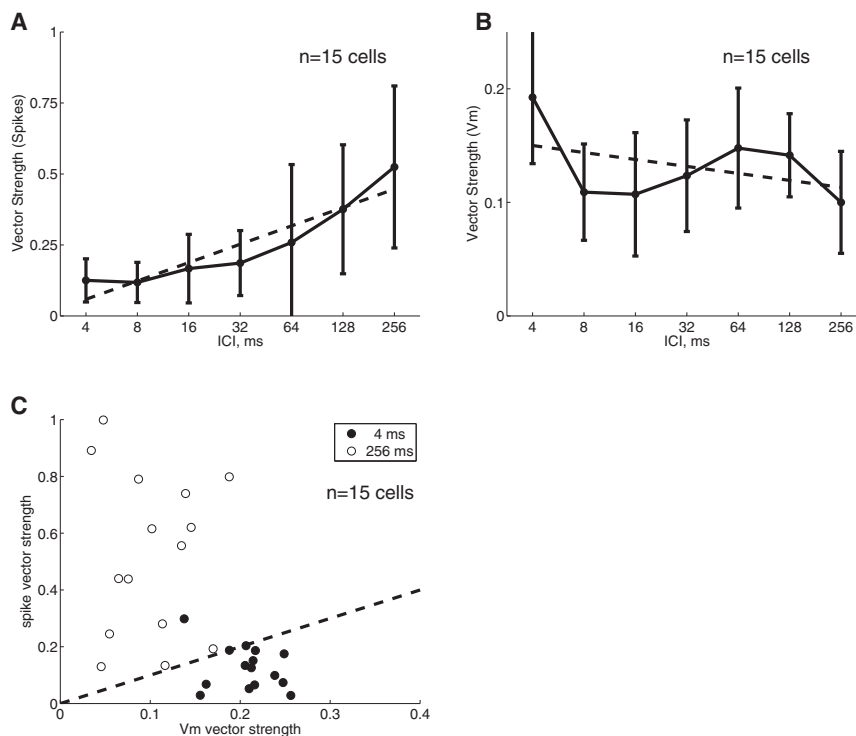 A
n=15 cells
Vector Strength (Spikes)
1
0.75
0.5
0.25
0
4 8 16 32 64 128 256
ICI, ms
B
n=15 cells
Vector Strength (Vm)
0.2
0.1
0
4 8 16 32 64 128 256
ICI, ms
C
4 ms
256 ms
n=15 cells
spike vector strength
1
0.8
0.6
0.4
0.2
0
0 0.1 0.2 0.3 0.4
Vm vector strength